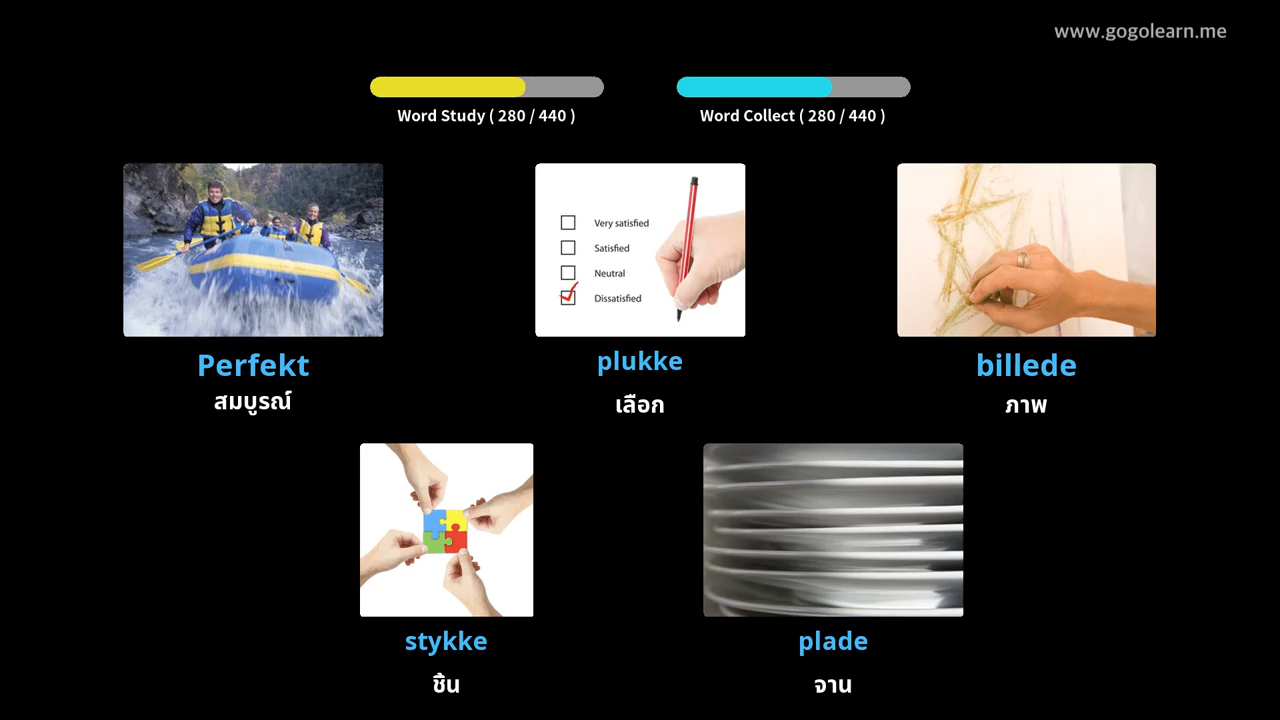 www.gogolearn.me
Word Study ( 280 / 440 )
Word Collect ( 280 / 440 )
Very satisfied
Satisfied
Neutral
Dissatisfied
Perfekt
สมบูรณ์
plukke
เลือก
billede
ภาพ
stykke
ชิ้น
plade
จาน